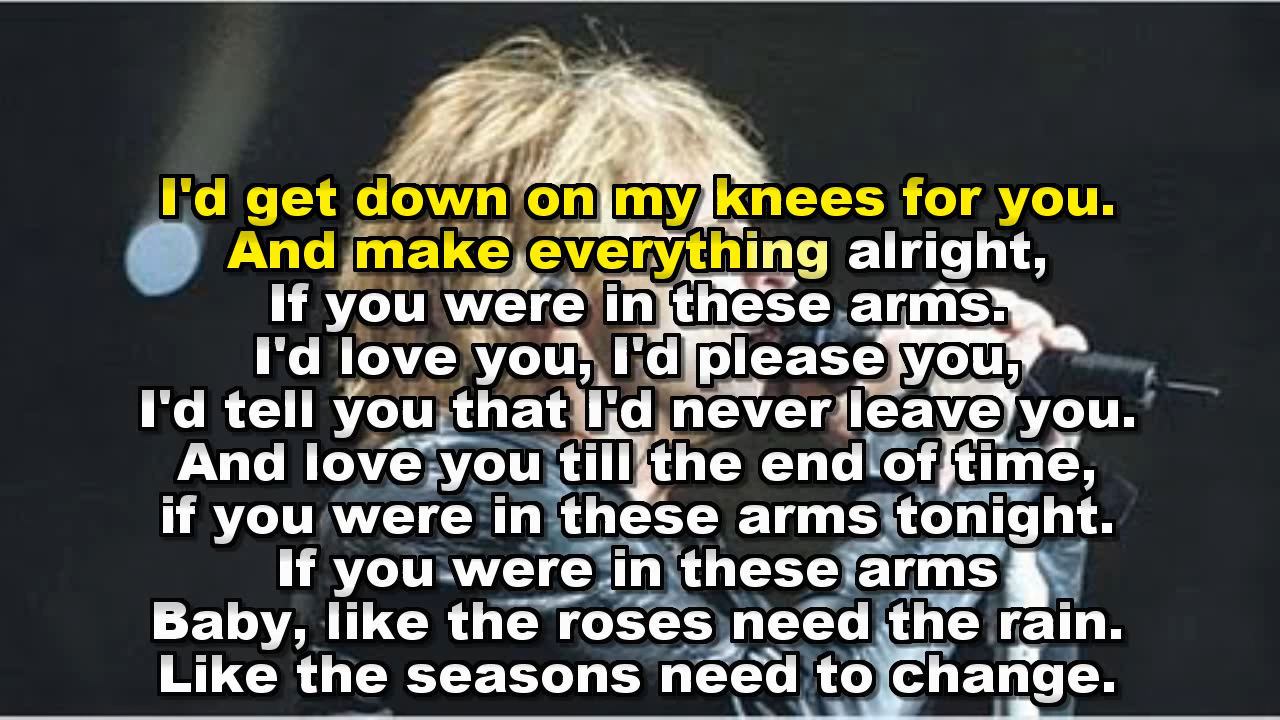 I'd get down on my knees for you.
And make everything alright,
If you were in these arms.
I'd love you, I'd please you,
I'd tell you that I'd never leave you.
And love you till the end of time,
if you were in these arms tonight.
If you were in these arms
Baby, like the roses need the rain.
Like the seasons need to change.